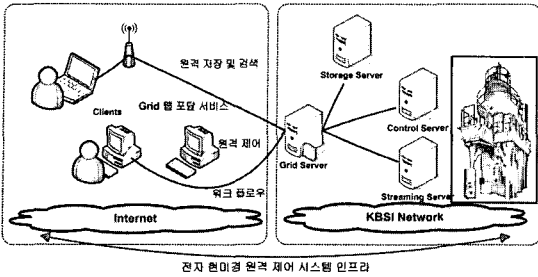 원격 저장 및 검색
Storage Server
Clients
Grid 웹 포탈 서비스
Control Server
원격 제어
Grid Server
워크 플로우
Streaming Server
Internet
KBSI Network
전자 현미경 원격 제어 시스템 인프라